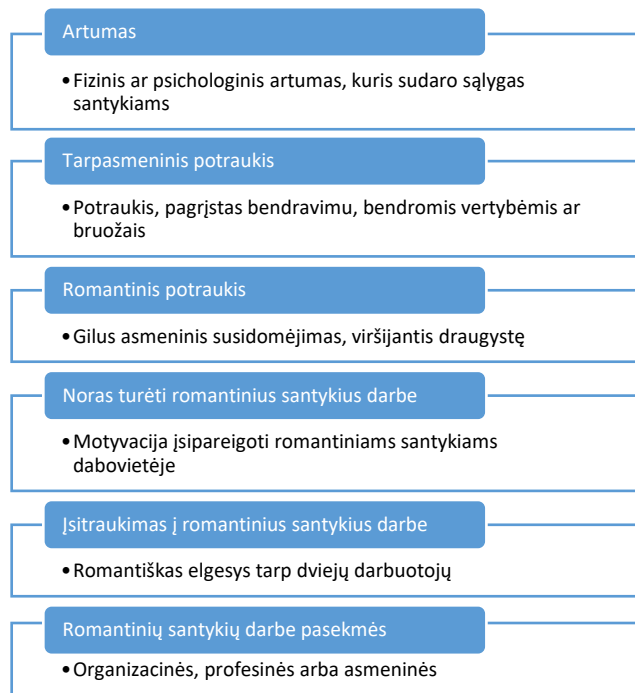 Artumas
•Fizinis ar psichologinis artumas, kuris sudaro sąlygas
santykiams
Tarpasmeninis potraukis
•Potraukis, pagrįstas bendravimu, bendromis vertybėmis ar
bruožais
Romantinis potraukis
•Gilus asmeninis susidomėjimas, viršijantis draugystę
Noras turėti romantinius santykius darbe
•Motyvacija įsipareigoti romantiniams santykiams
dabovietėje
Įsitraukimas į romantinius santykius darbe
•Romantiškas elgesys tarp dviejų darbuotojų
Romantinių santykių darbe pasekmės
•Organizacinės, profesinės arba asmeninės